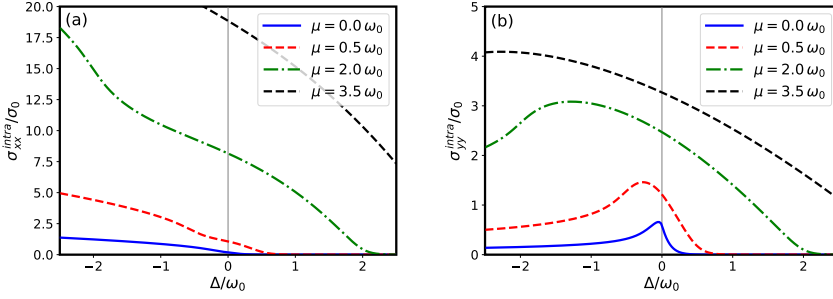 (a)
μ = 0.0 ω₀
μ = 0.5 ω₀
μ = 2.0 ω₀
μ = 3.5 ω₀
20.0
17.5
15.0
12.5
10.0
7.5
5.0
2.5
0.0
σₓₓⁱⁿᵗʳᵃ/σ₀
−2
−1
0
1
2
Δ/ω₀
(b)
μ = 0.0 ω₀
μ = 0.5 ω₀
μ = 2.0 ω₀
μ = 3.5 ω₀
5
4
3
2
1
0
σ_yy^intra/σ₀
−2
−1
0
1
2
Δ/ω₀